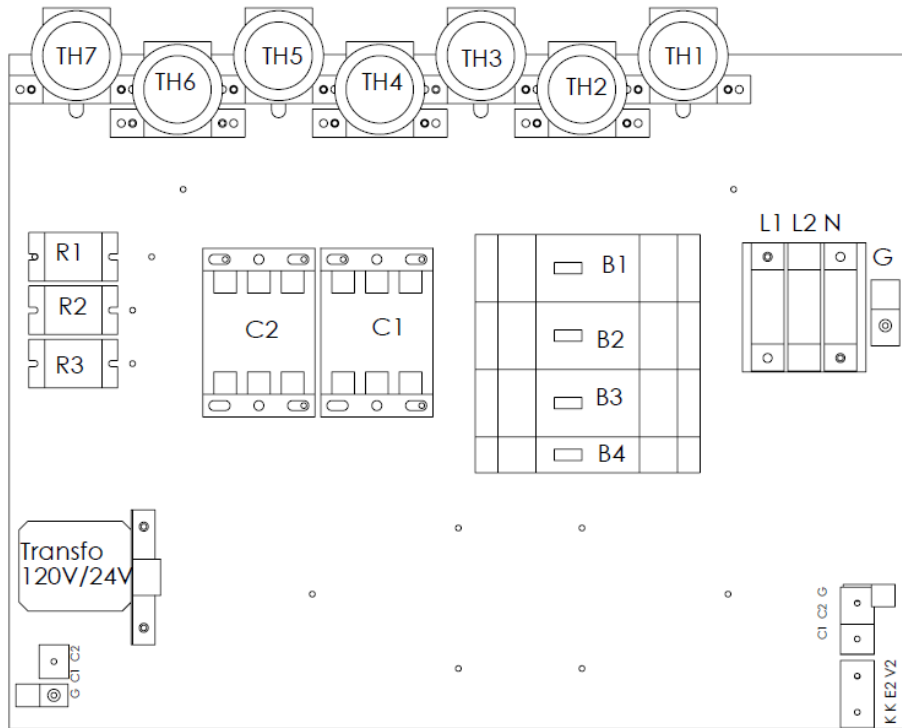 TH7
TH6
TH5
TH4
TH3
TH2
TH1
L1 L2 N
G
R1
R2
R3
C2
C1
B1
B2
B3
B4
Transfo
120V/24V
C1 C2 G
G C1 C2
K K E2 V2